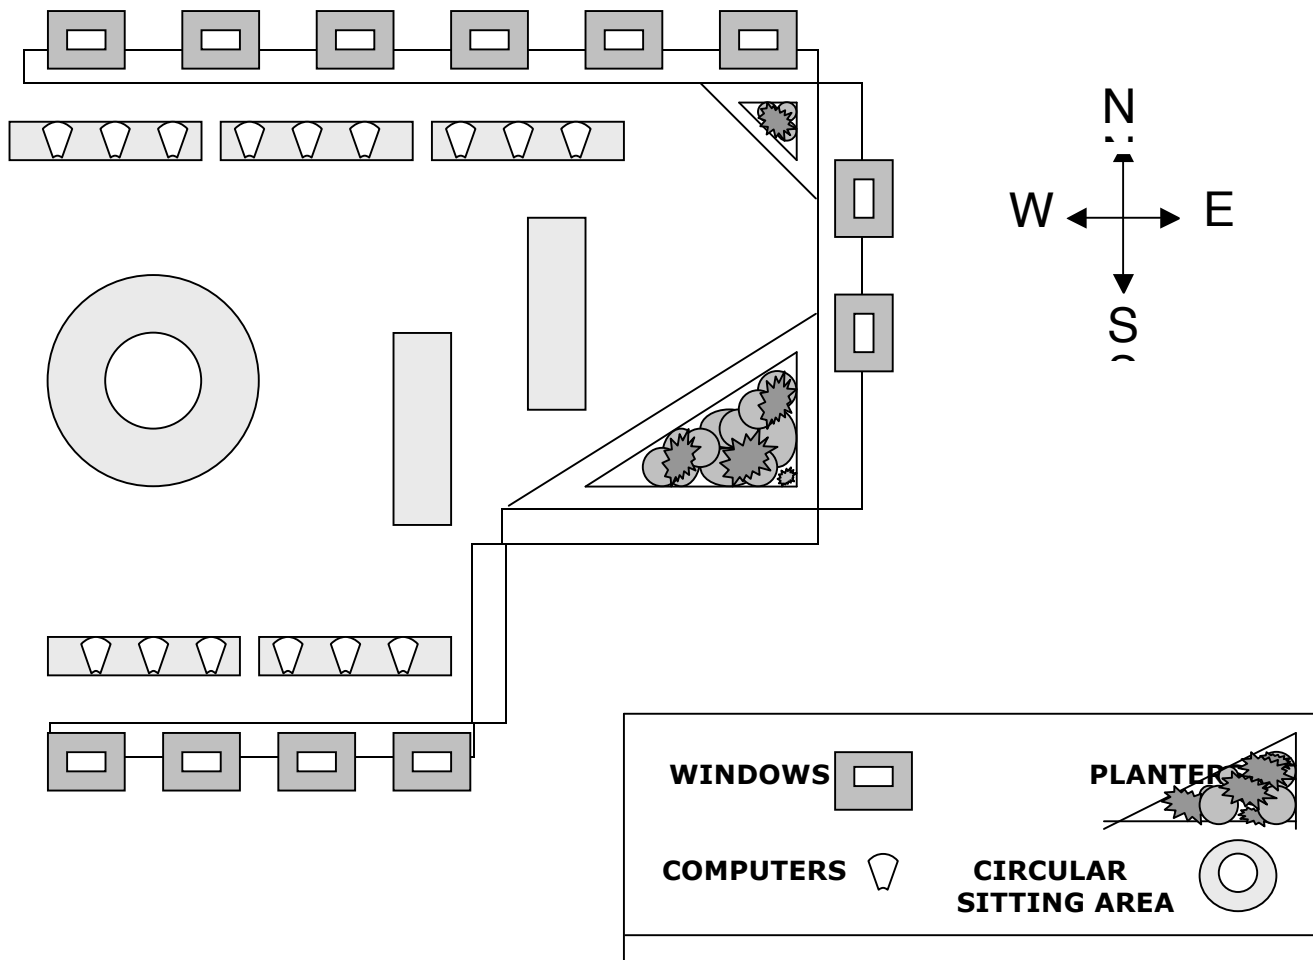 N
W E
S
WINDOWS
PLANTER
COMPUTERS
CIRCULAR
SITTING AREA